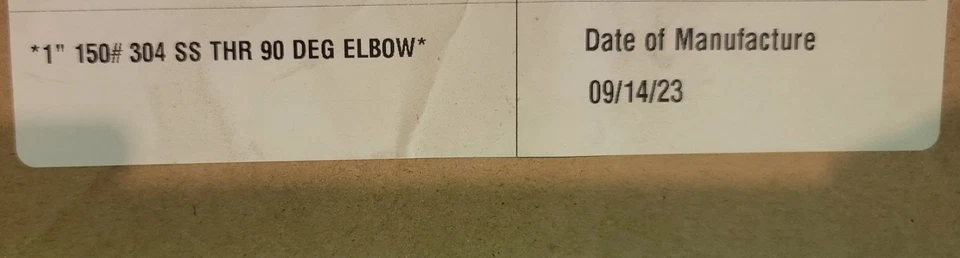 *1" 150# 304 SS THR 90 DEG ELBOW*
Date of Manufacture
09/14/23